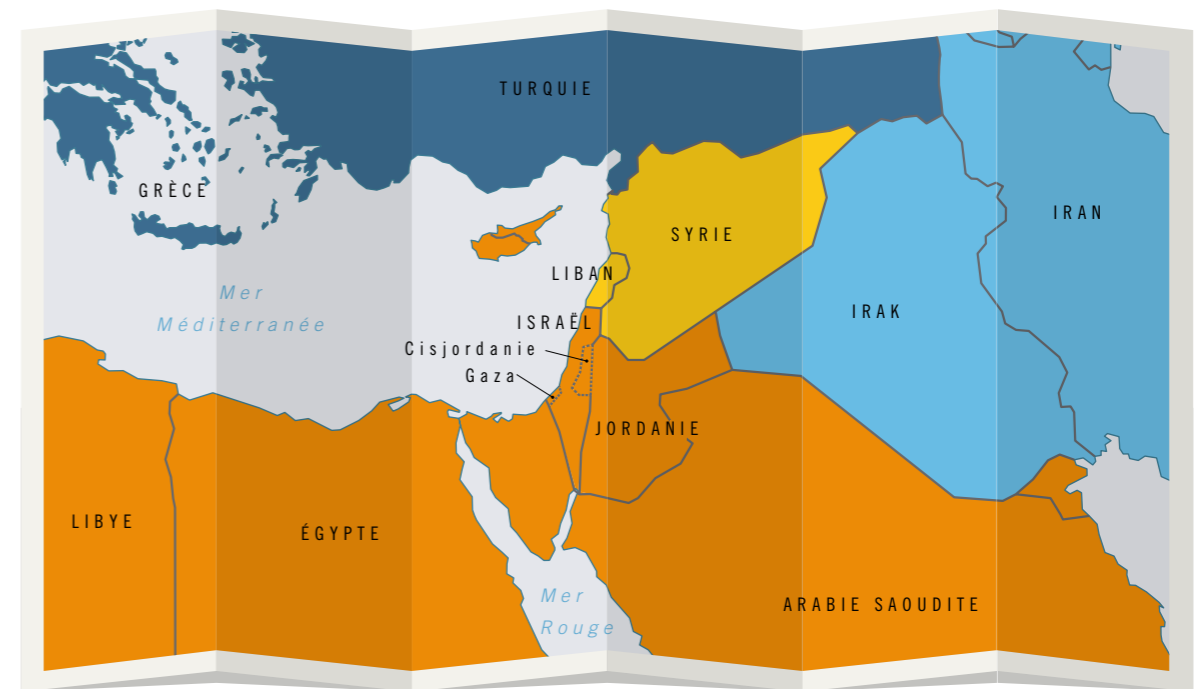 TURQUIE
GRÈCE
IRAN
SYRIE
LIBAN
Mer
Méditerranée
IRAK
ISRAËL
Cisjordanie
Gaza
JORDANIE
LIBYE
ÉGYPTE
Mer
Rouge
ARABIE SAOUDITE